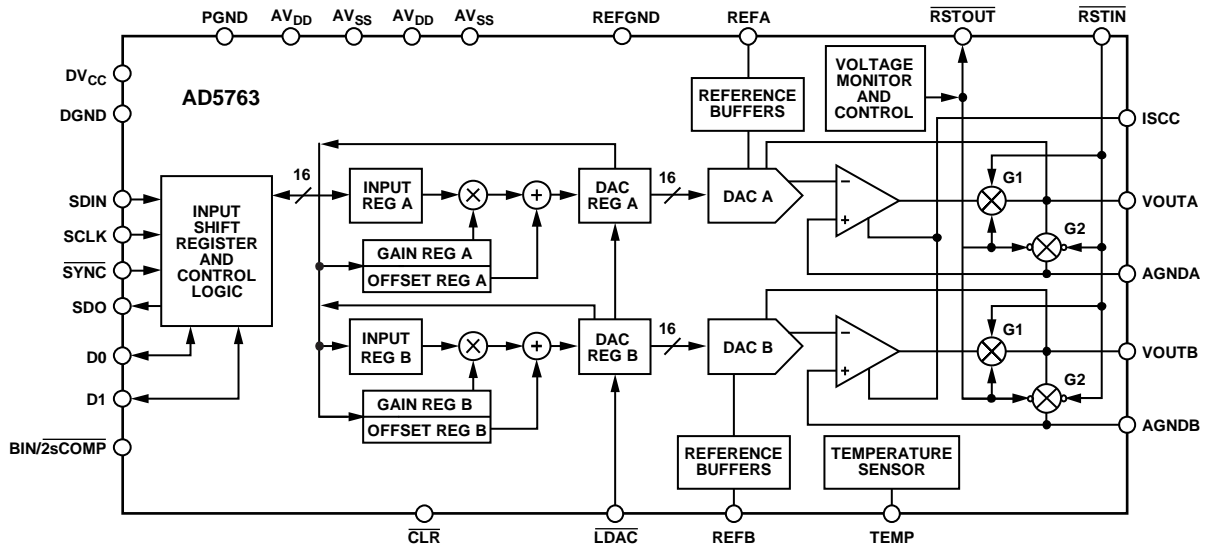 PGND AVDD AVSS AVDD AVSS REFGND REFA RSTOUT RSTIN
DVCC
DGND
AD5763
REFERENCE
BUFFERS
VOLTAGE
MONITOR
AND
CONTROL
ISCC
SDIN
SCLK
SYNC
SDO
D0
D1
BIN/2sCOMP
INPUT
SHIFT
REGISTER
AND
CONTROL
LOGIC
16
INPUT
REG A
×
+
DAC
REG A
16
DAC A
−
+
G1
G2
VOUTA
AGNDA
GAIN REG A
OFFSET REG A
INPUT
REG B
×
+
DAC
REG B
16
DAC B
−
+
G1
G2
VOUTB
AGNDB
GAIN REG B
OFFSET REG B
REFERENCE
BUFFERS
TEMPERATURE
SENSOR
CLR LDAC REFB TEMP